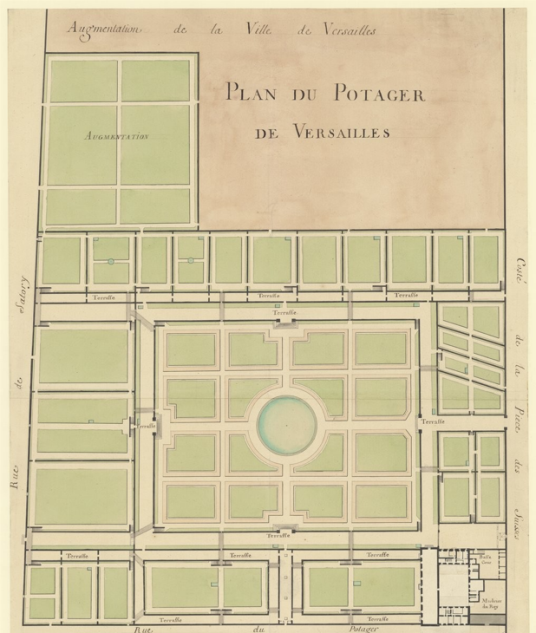 Augmentation de la Ville de Versailles
PLAN DU POTAGER
DE VERSAILLES
AUGMENTATION
Terrasse
Terrasse
Terrasse
Terrasse
Rue de Satory
Costé de la Piece des Suisses
Terrasse
Terrasse
Terrasse
Terrasse
Terrasse
Terrasse
Terrasse
Terrasse
Terrasse
Rue du Potager